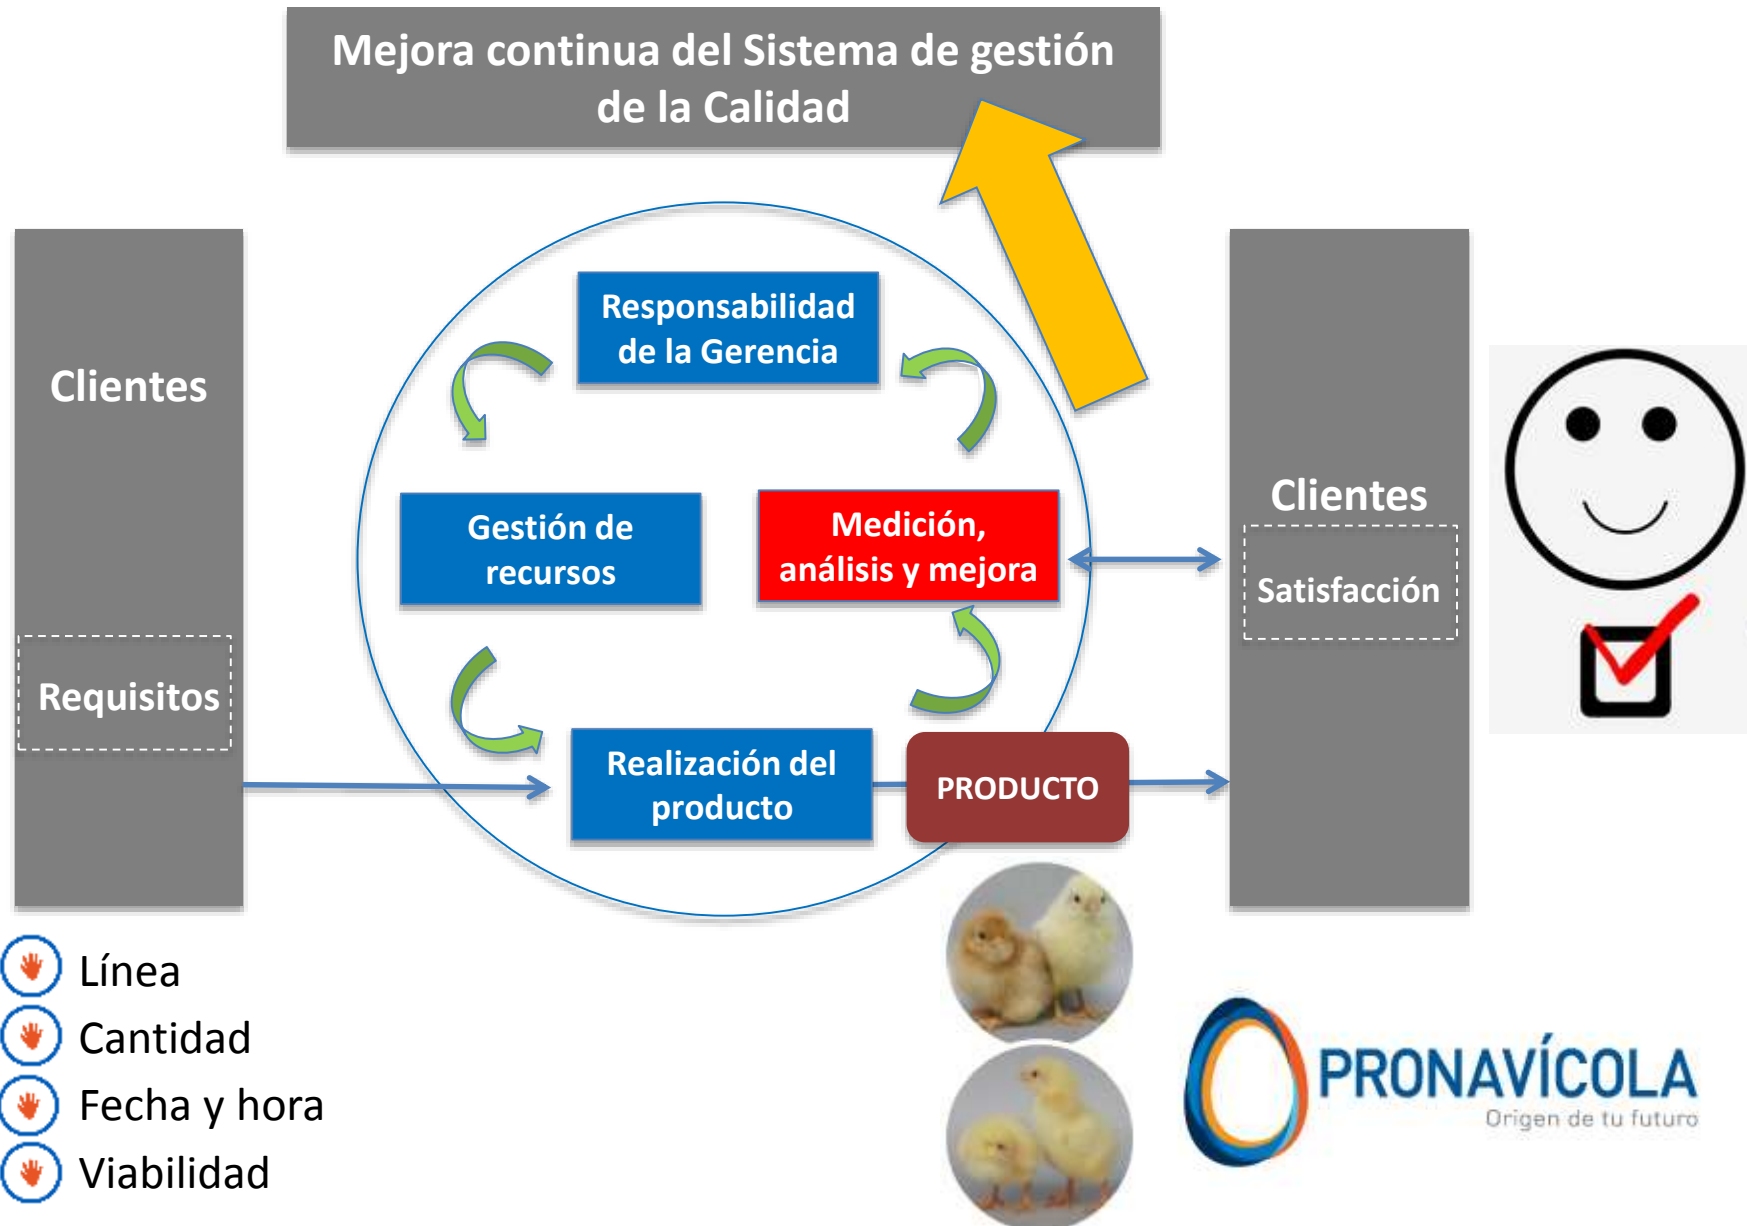 Mejora continua del Sistema de gestión
de la Calidad
Clientes
Requisitos
Responsabilidad
de la Gerencia
Gestión de
recursos
Medición,
análisis y mejora
Realización del
producto
PRODUCTO
Clientes
Satisfacción
Línea
Cantidad
Fecha y hora
Viabilidad
PRONAVÍCOLA
Origen de tu futuro